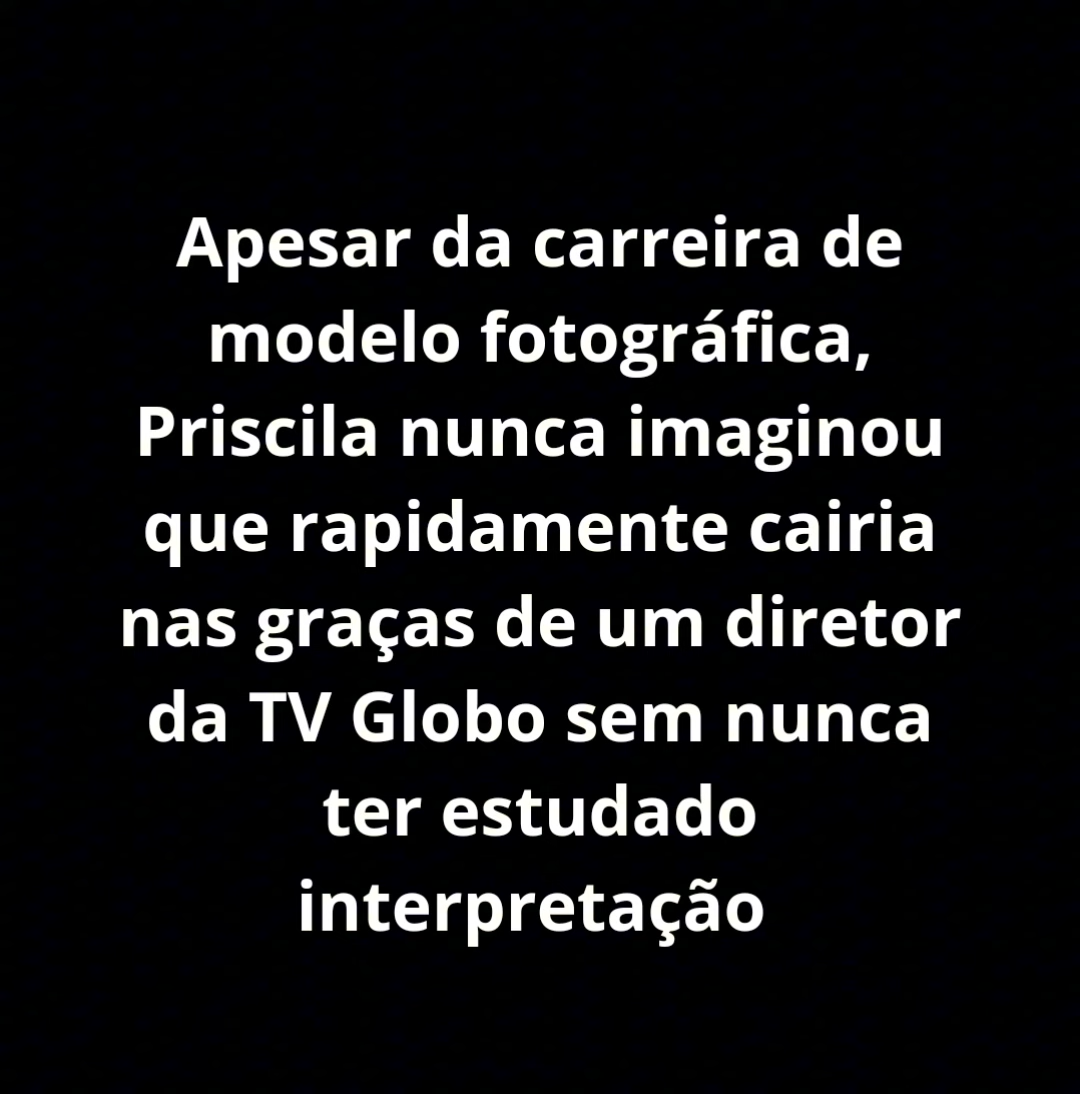 Apesar da carreira de
modelo fotográfica,
Priscila nunca imaginou
que rapidamente cairia
nas graças de um diretor
da TV Globo sem nunca
ter estudado
interpretação